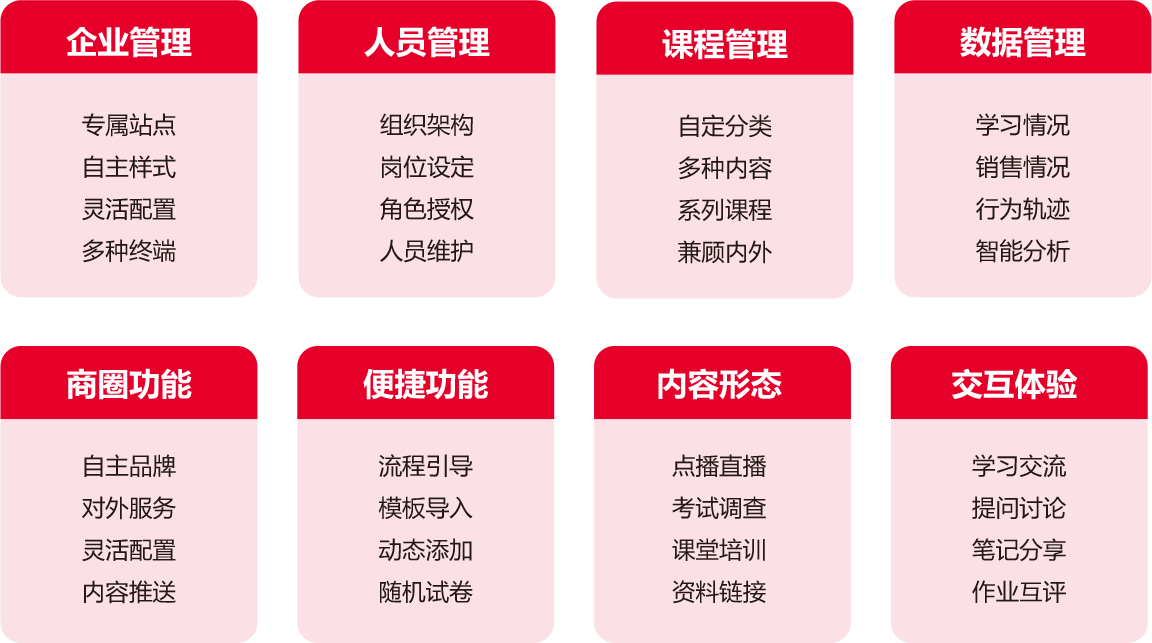 企业管理
专属站点
自主样式
灵活配置
多种终端
人员管理
组织架构
岗位设定
角色授权
人员维护
课程管理
自定分类
多种内容
系列课程
兼顾内外
数据管理
学习情况
销售情况
行为轨迹
智能分析
商圈功能
自主品牌
对外服务
灵活配置
内容推送
便捷功能
流程引导
模板导入
动态添加
随机试卷
内容形态
点播直播
考试调查
课堂培训
资料链接
交互体验
学习交流
提问讨论
笔记分享
作业互评